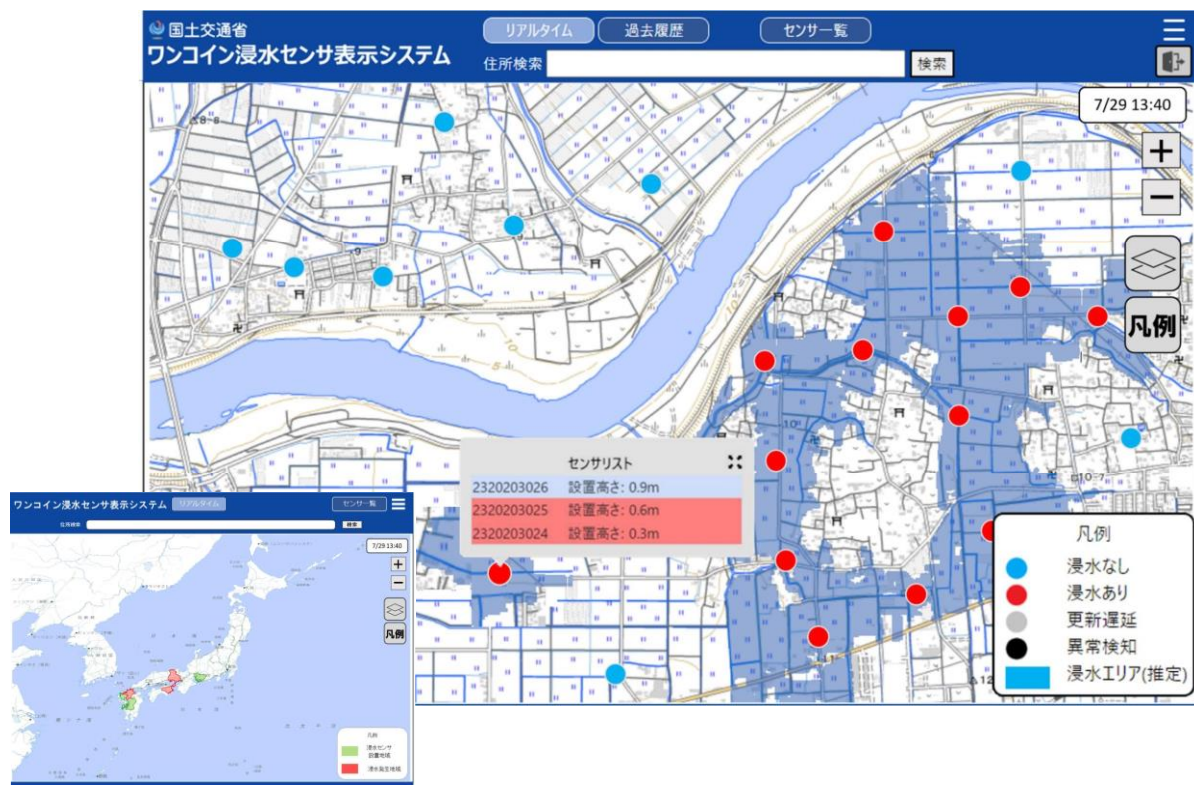 国土交通省
ワンコイン浸水センサ表示システム
リアルタイム
過去履歴
センサ一覧
住所検索
検索
7/29 13:40
+
−
凡例
センサリスト
2320203026 設置高さ: 0.9m
2320203025 設置高さ: 0.6m
2320203024 設置高さ: 0.3m
凡例
浸水なし
浸水あり
更新遅延
異常検知
浸水エリア(推定)
ワンコイン浸水センサ表示システム
リアルタイム
センサ一覧
住所検索
検索
7/29 13:40
+
−
凡例
凡例
浸水センサ
設置地域
浸水発生地域